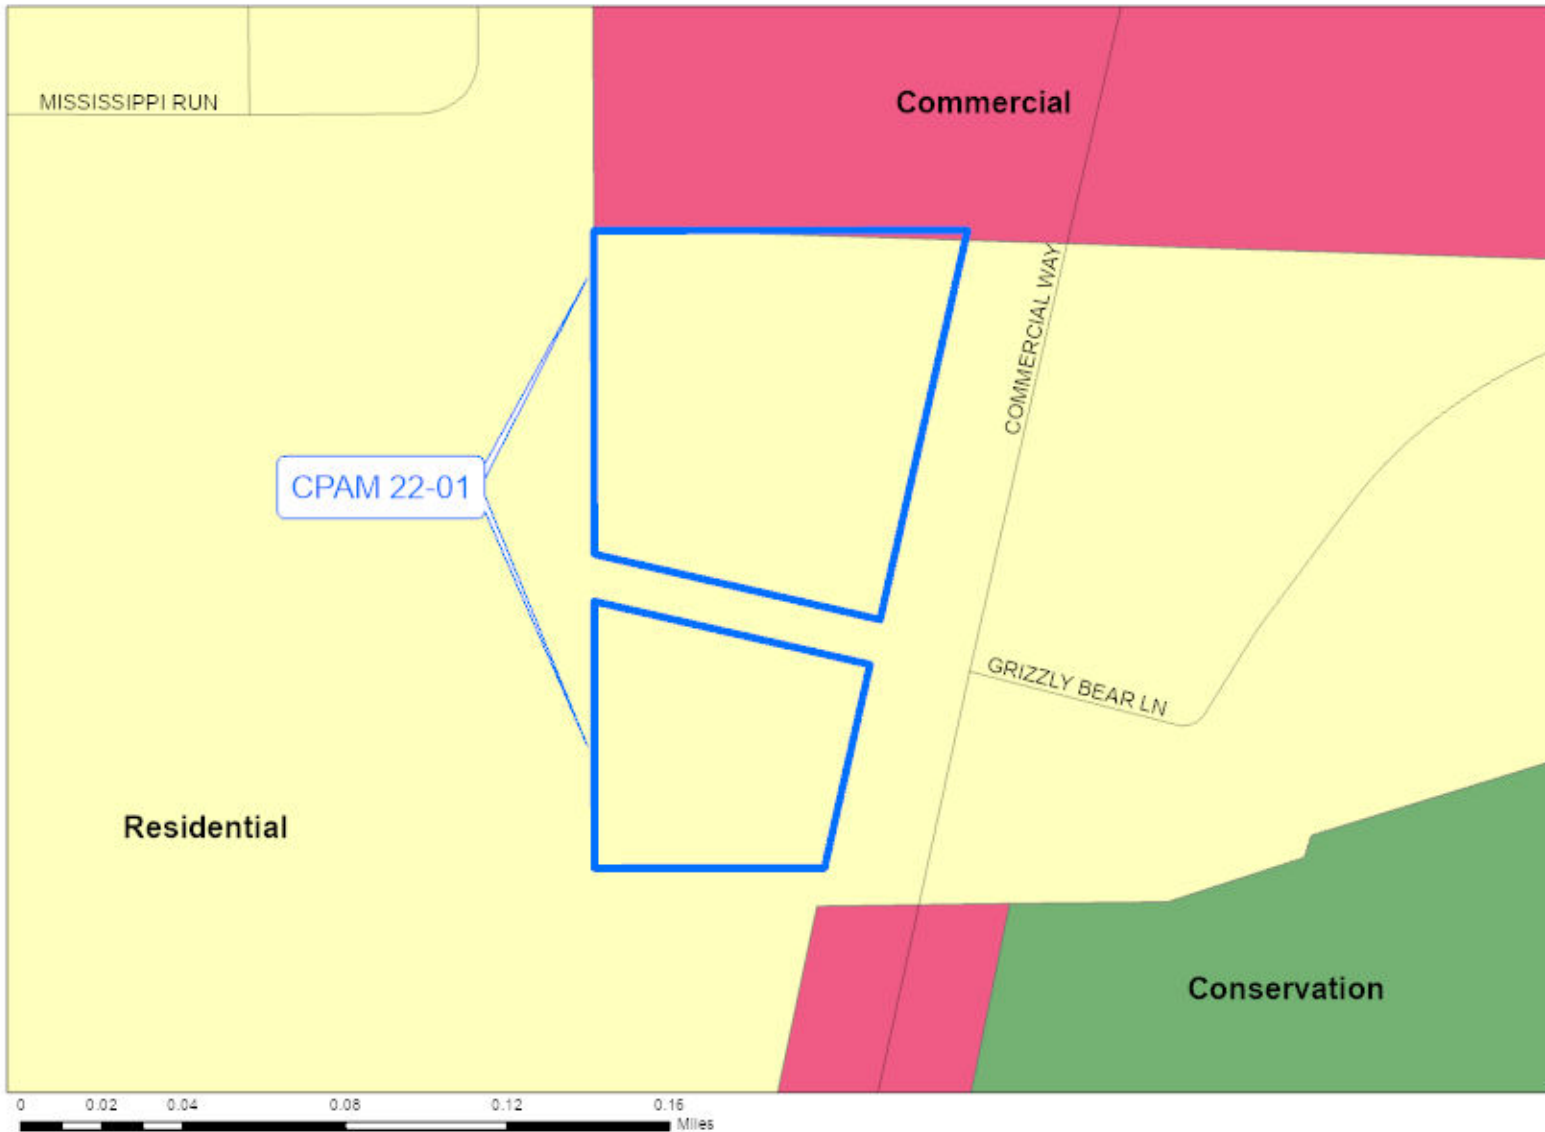 MISSISSIPPI RUN
Commercial
COMMERCIAL WAY
CPAM 22-01
GRIZZLY BEAR LN
Residential
Conservation
0 0.02 0.04 0.08 0.12 0.16
Miles